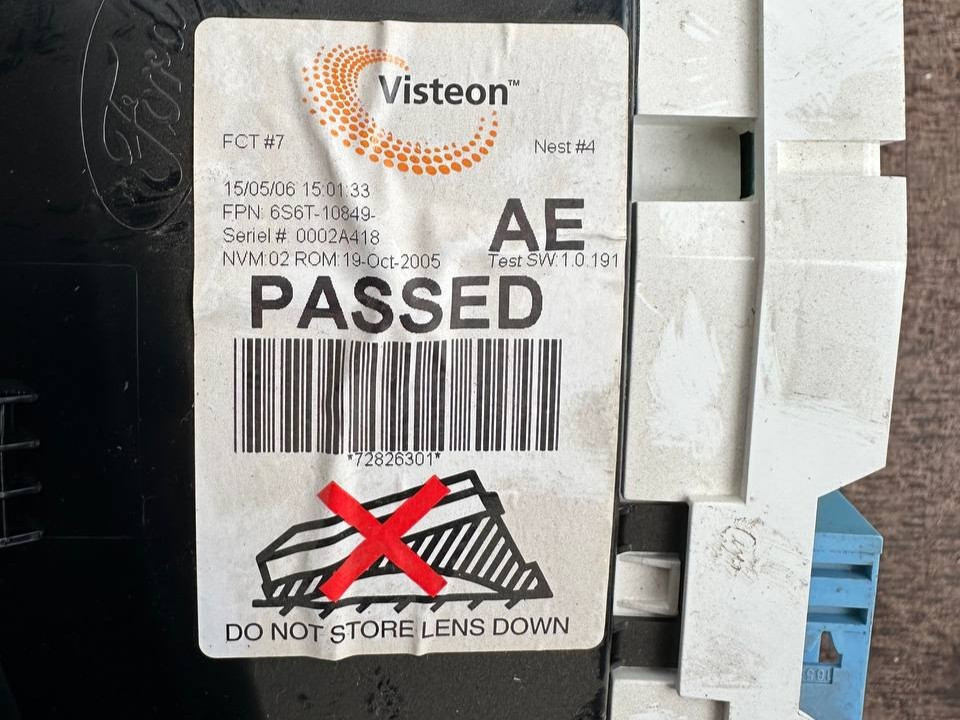 Ford
Visteon™
FCT #7
Nest #4
15/05/06 15:01:33
FPN: 6S6T-10849-
AE
Seriel #: 0002A418
NVM:02 ROM:19-Oct-2005
Test SW:1.0.191
PASSED
*72826301*
DO NOT STORE LENS DOWN